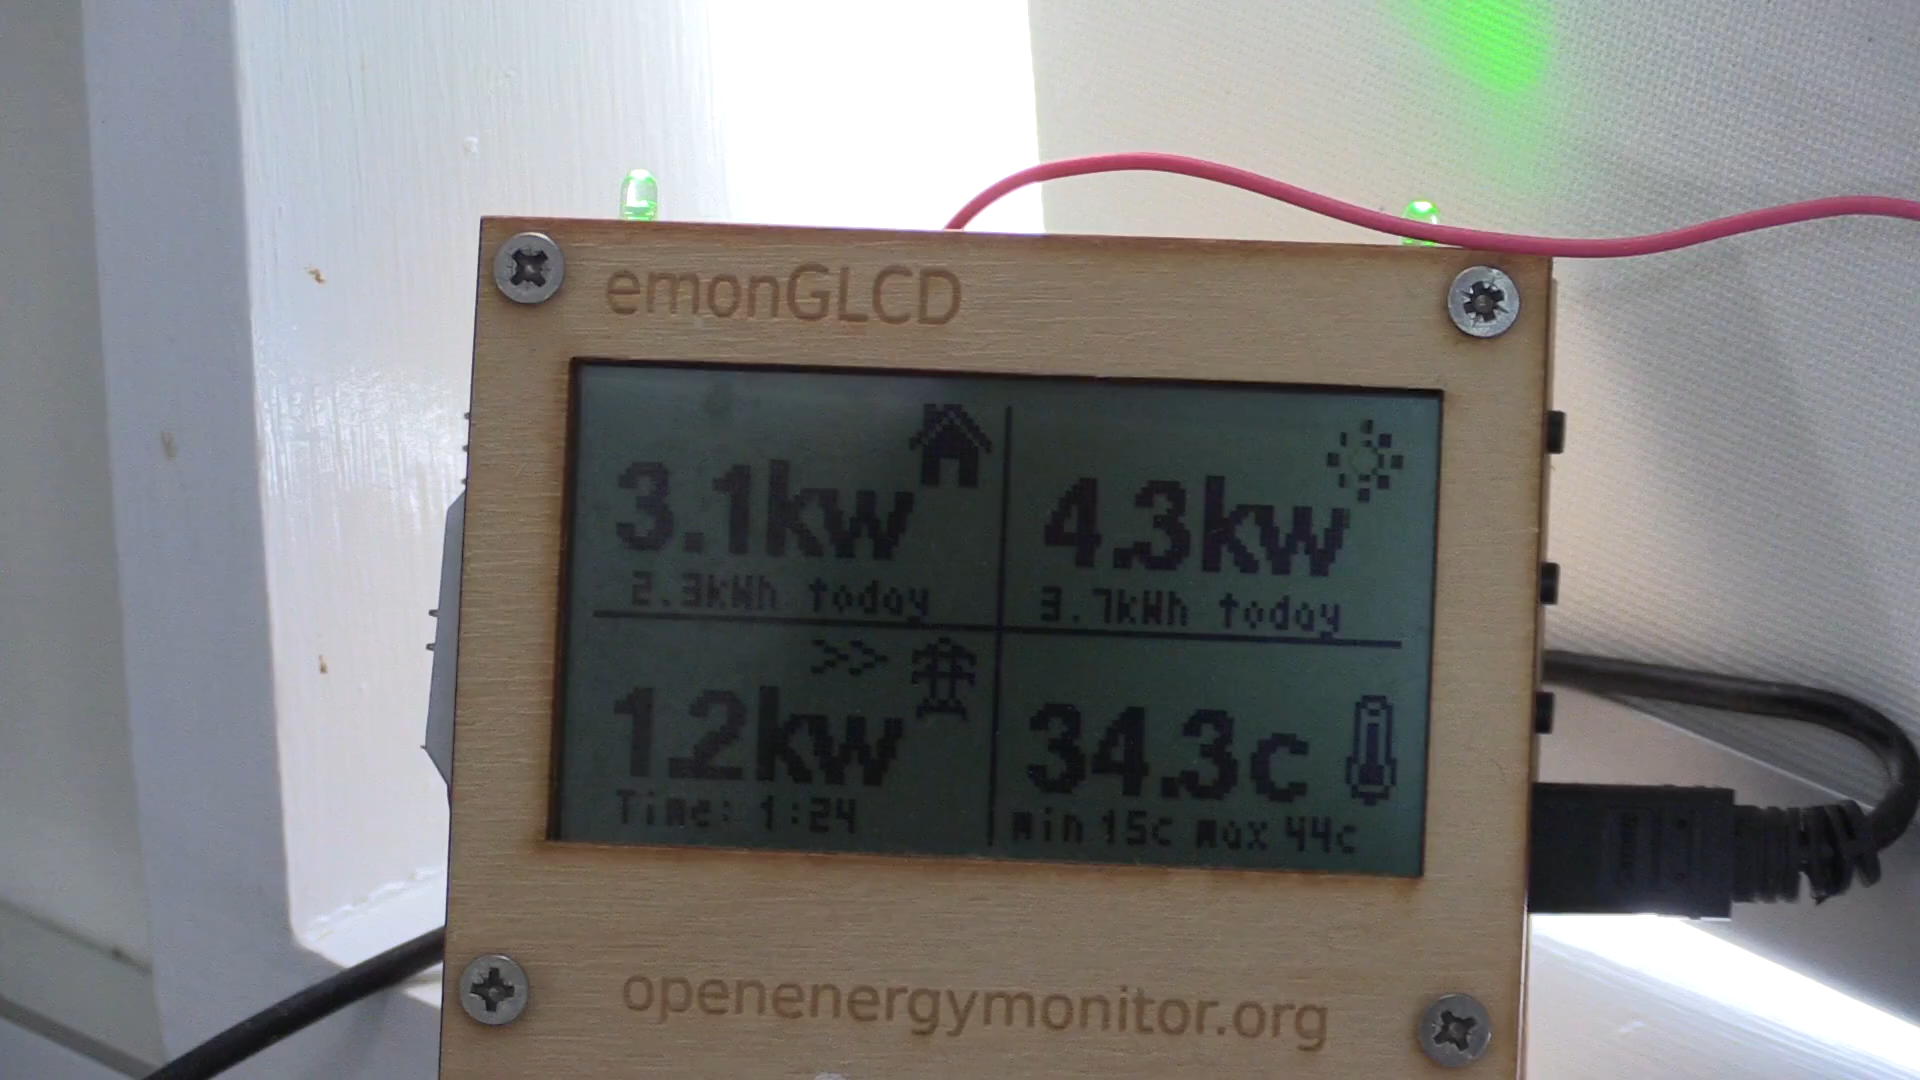 emonGLCD
3.1kw
2.3kWh today
4.3kw
3.7kWh today
>>
1.2kw
Time: 1:24
34.3c
Min 15c Max 44c
openenergymonitor.org